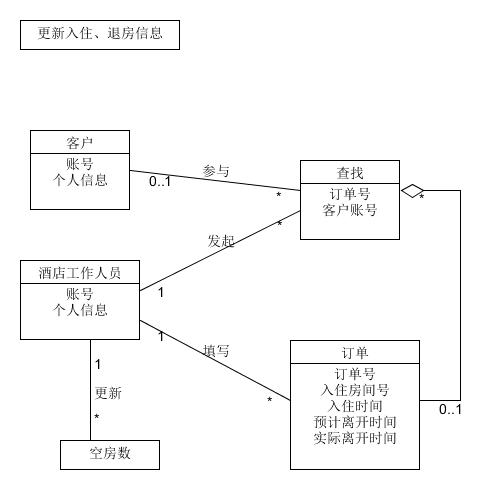 更新入住、退房信息
客户
账号
个人信息
0..1
参与
*
查找
订单号
客户账号
*
*
发起
1
酒店工作人员
账号
个人信息
1
填写
*
订单
订单号
入住房间号
入住时间
预计离开时间
实际离开时间
0..1
1
更新
*
空房数